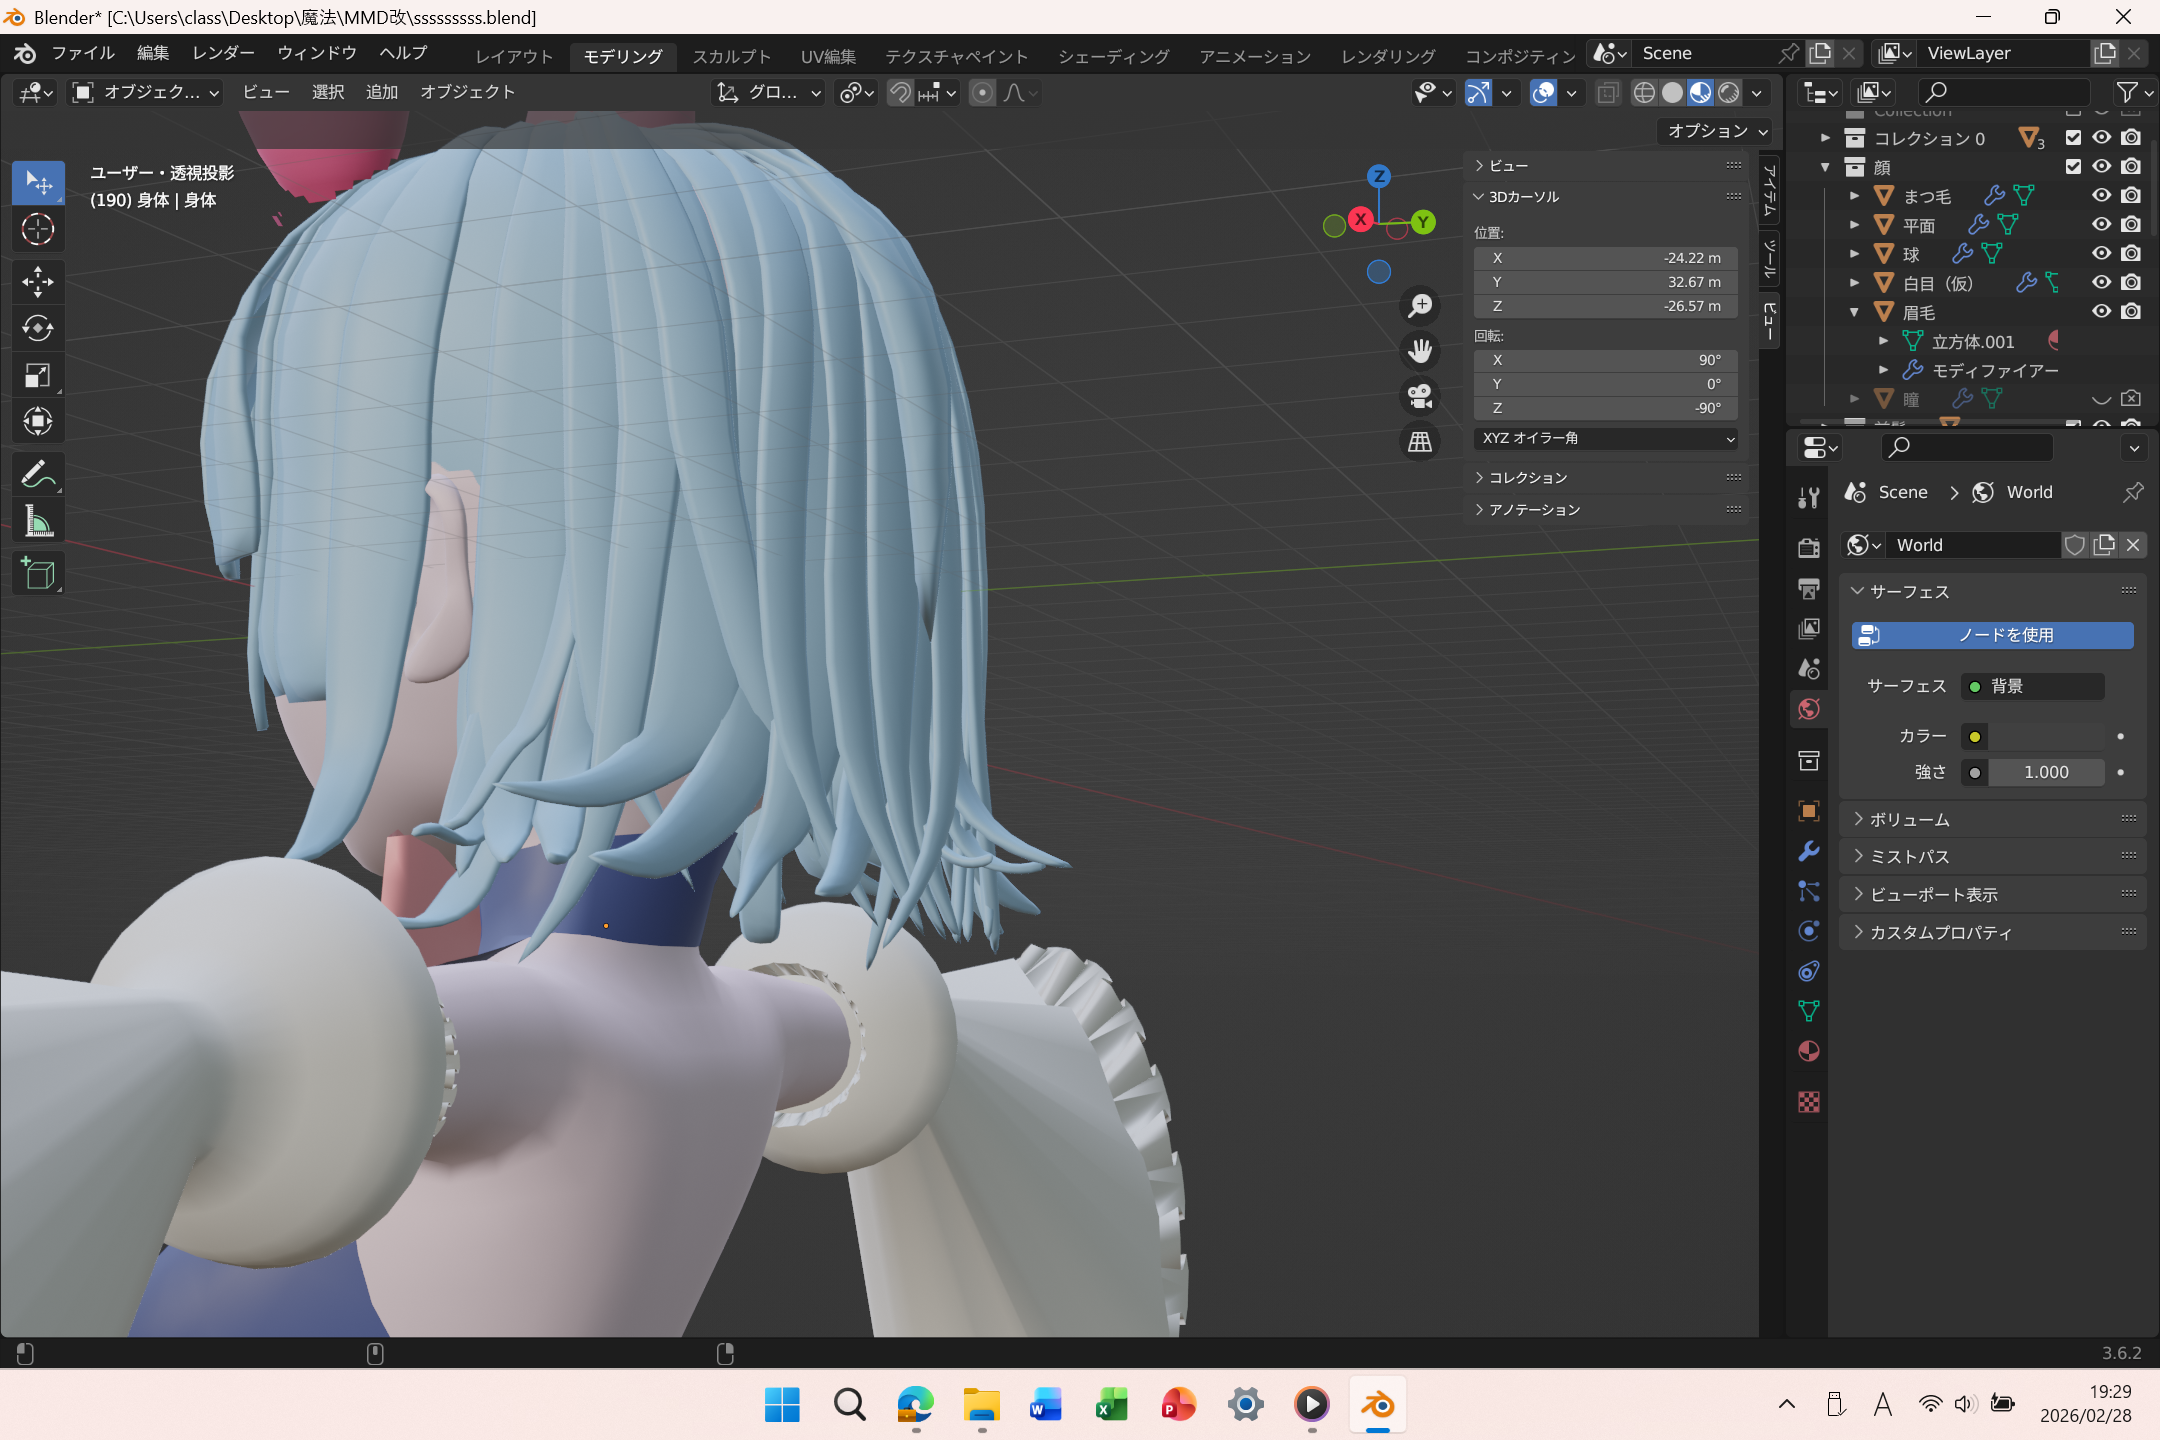 Blender* [C:\Users\class\Desktop\魔法\MMD改\sssssssss.blend]
ファイル 編集 レンダー ウィンドウ ヘルプ レイアウト モデリング スカルプト UV編集 テクスチャペイント シェーディング アニメーション レンダリング コンポジティン Scene ViewLayer
オブジェク... ビュー 選択 追加 オブジェクト グロ...
オプション
ユーザー・透視投影
(190) 身体 | 身体
Z
X
Y
ビュー
3Dカーソル
位置:
X -24.22 m
Y 32.67 m
Z -26.57 m
回転:
X 90°
Y 0°
Z -90°
XYZ オイラー角
コレクション
アノテーション
アイテム
ツール
ビュー
Collection
コレクション 0 3
顔
まつ毛
平面
球
白目（仮）
眉毛
立方体.001
モディファイアー
瞳
Scene World
World
サーフェス
ノードを使用
サーフェス 背景
カラー
強さ 1.000
ボリューム
ミストパス
ビューポート表示
カスタムプロパティ
3.6.2
W X P A
19:29
2026/02/28